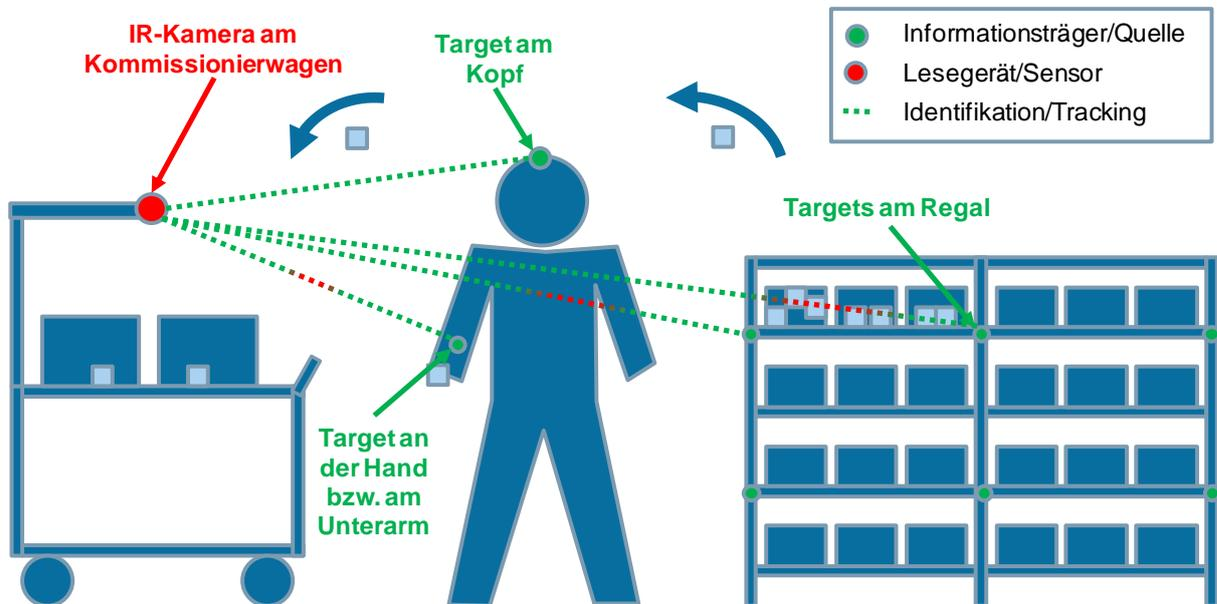 IR-Kamera am
Kommissionierwagen
Target am
Kopf
Informationsträger/Quelle
Lesegerät/Sensor
Identifikation/Tracking
Targets am Regal
Target an
der Hand
bzw. am
Unterarm